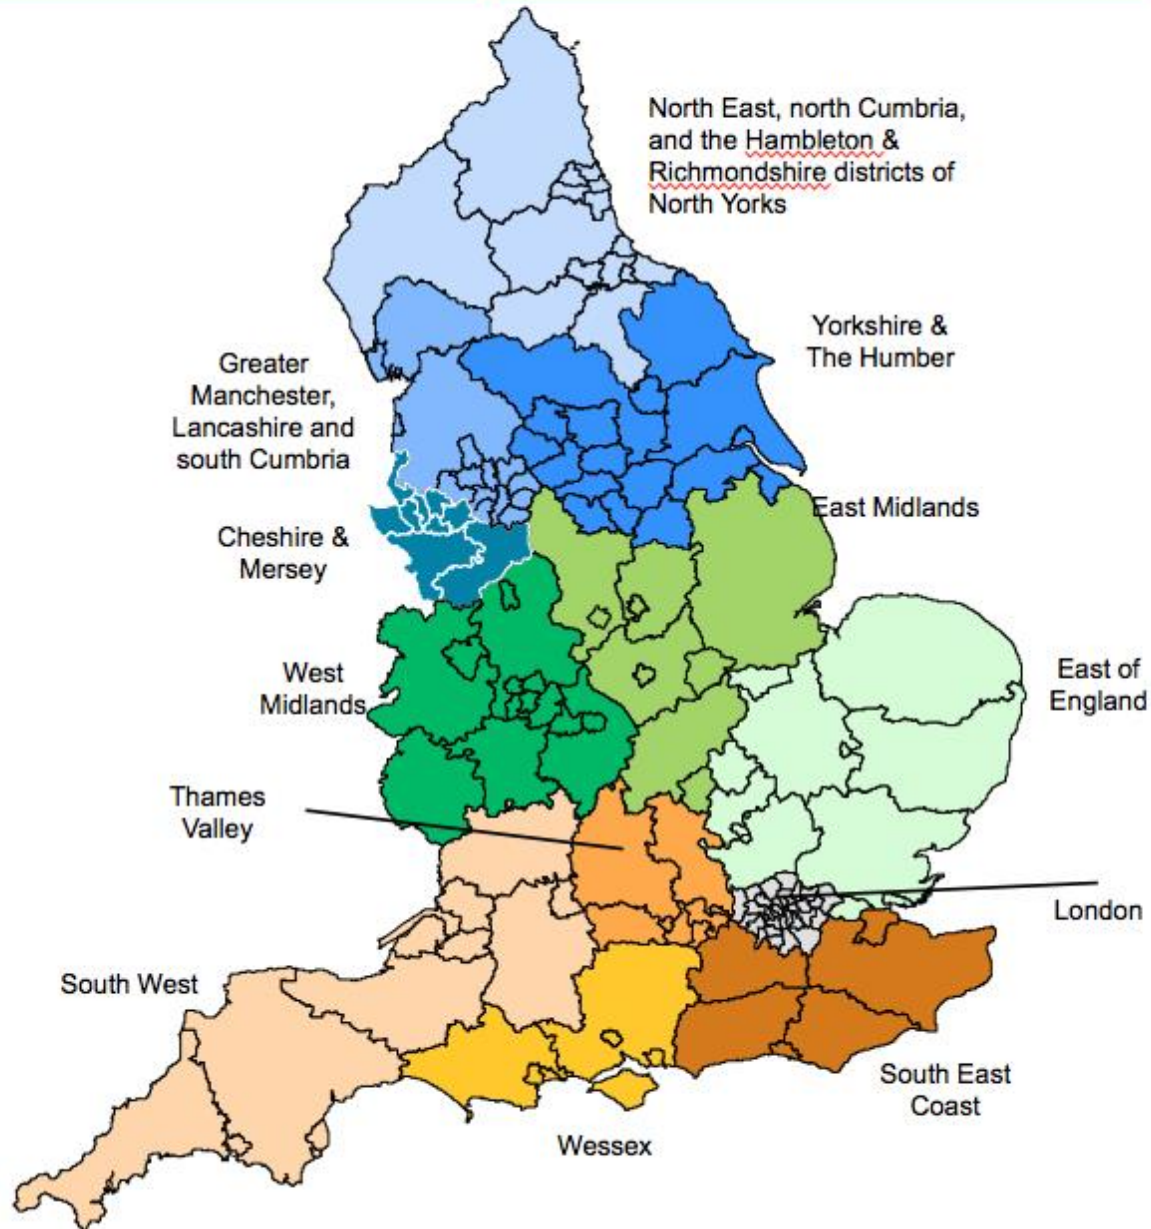 North East, north Cumbria,
and the Hambleton &
Richmondshire districts of
North Yorks
Yorkshire &
The Humber
Greater
Manchester,
Lancashire and
south Cumbria
East Midlands
Cheshire &
Mersey
West
Midlands
East of
England
Thames
Valley
London
South West
South East
Coast
Wessex